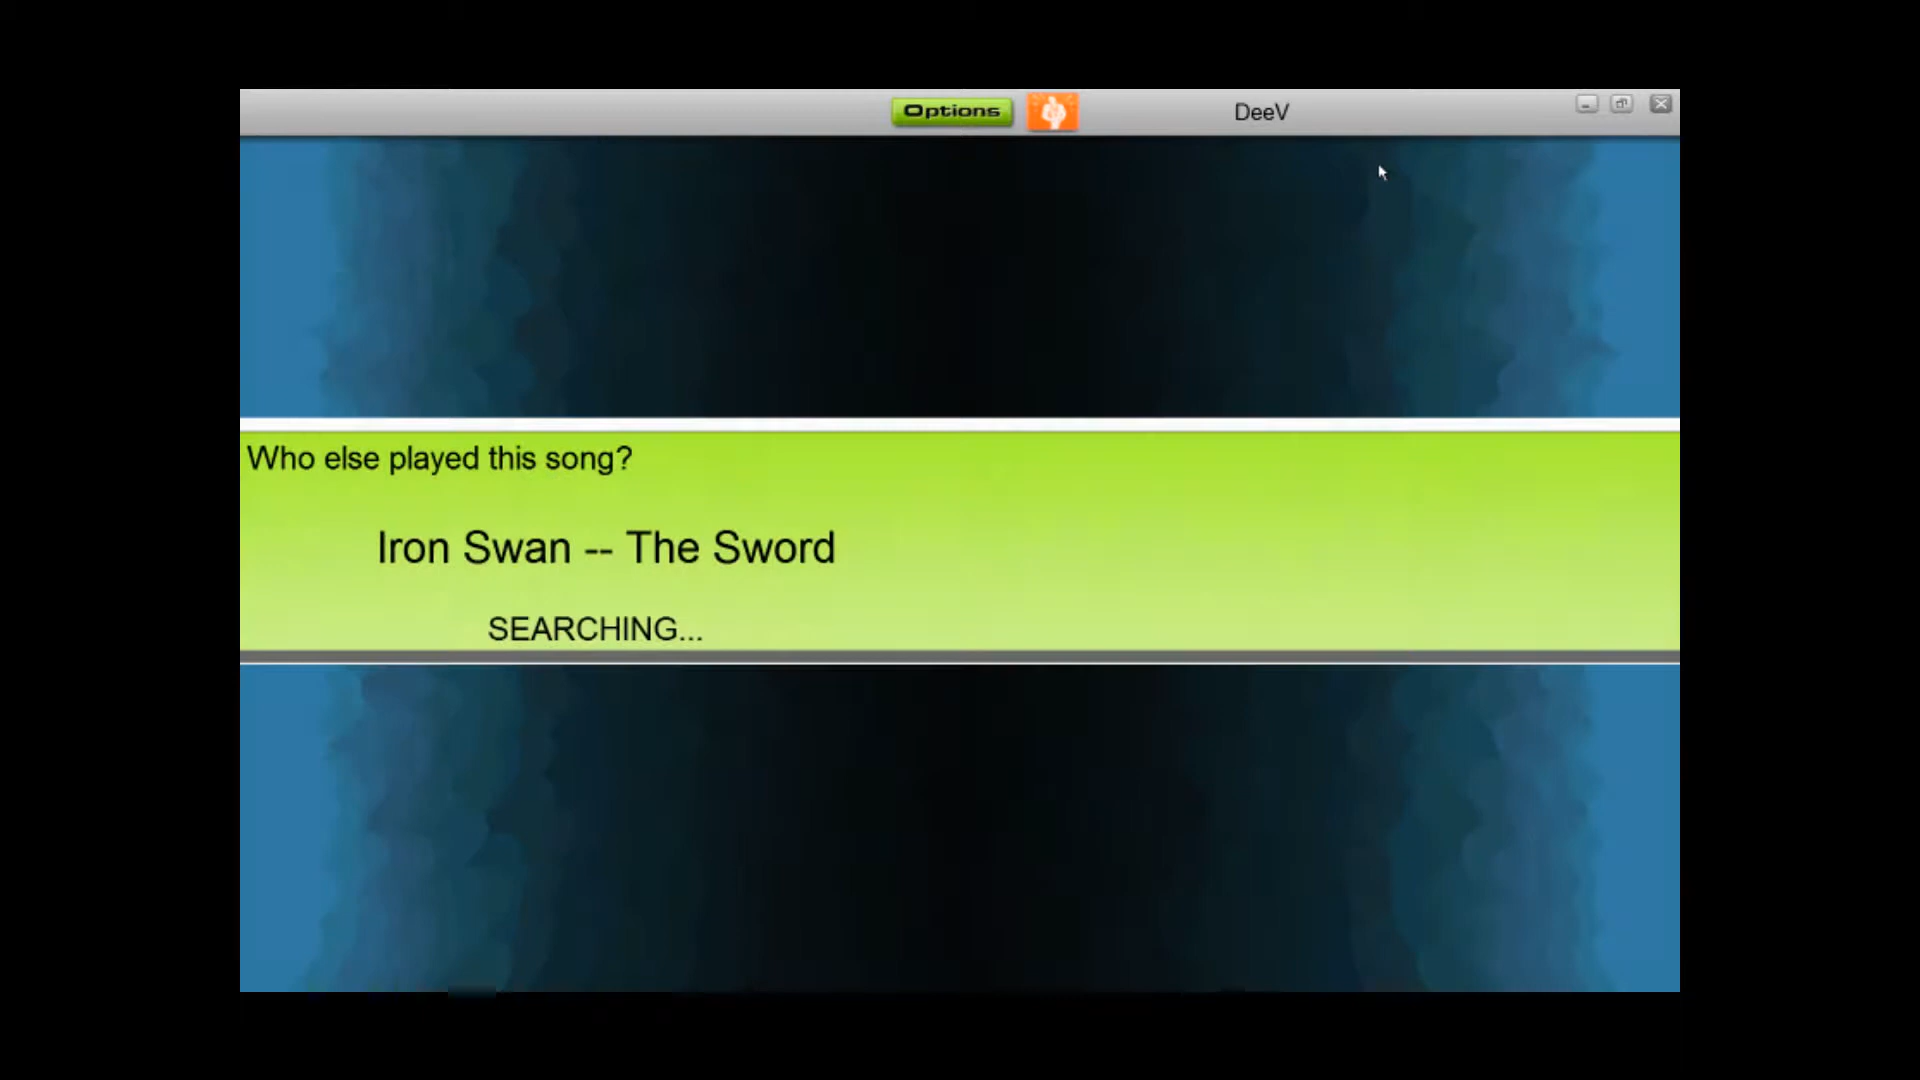 Options
DeeV
Who else played this song?
Iron Swan -- The Sword
SEARCHING...